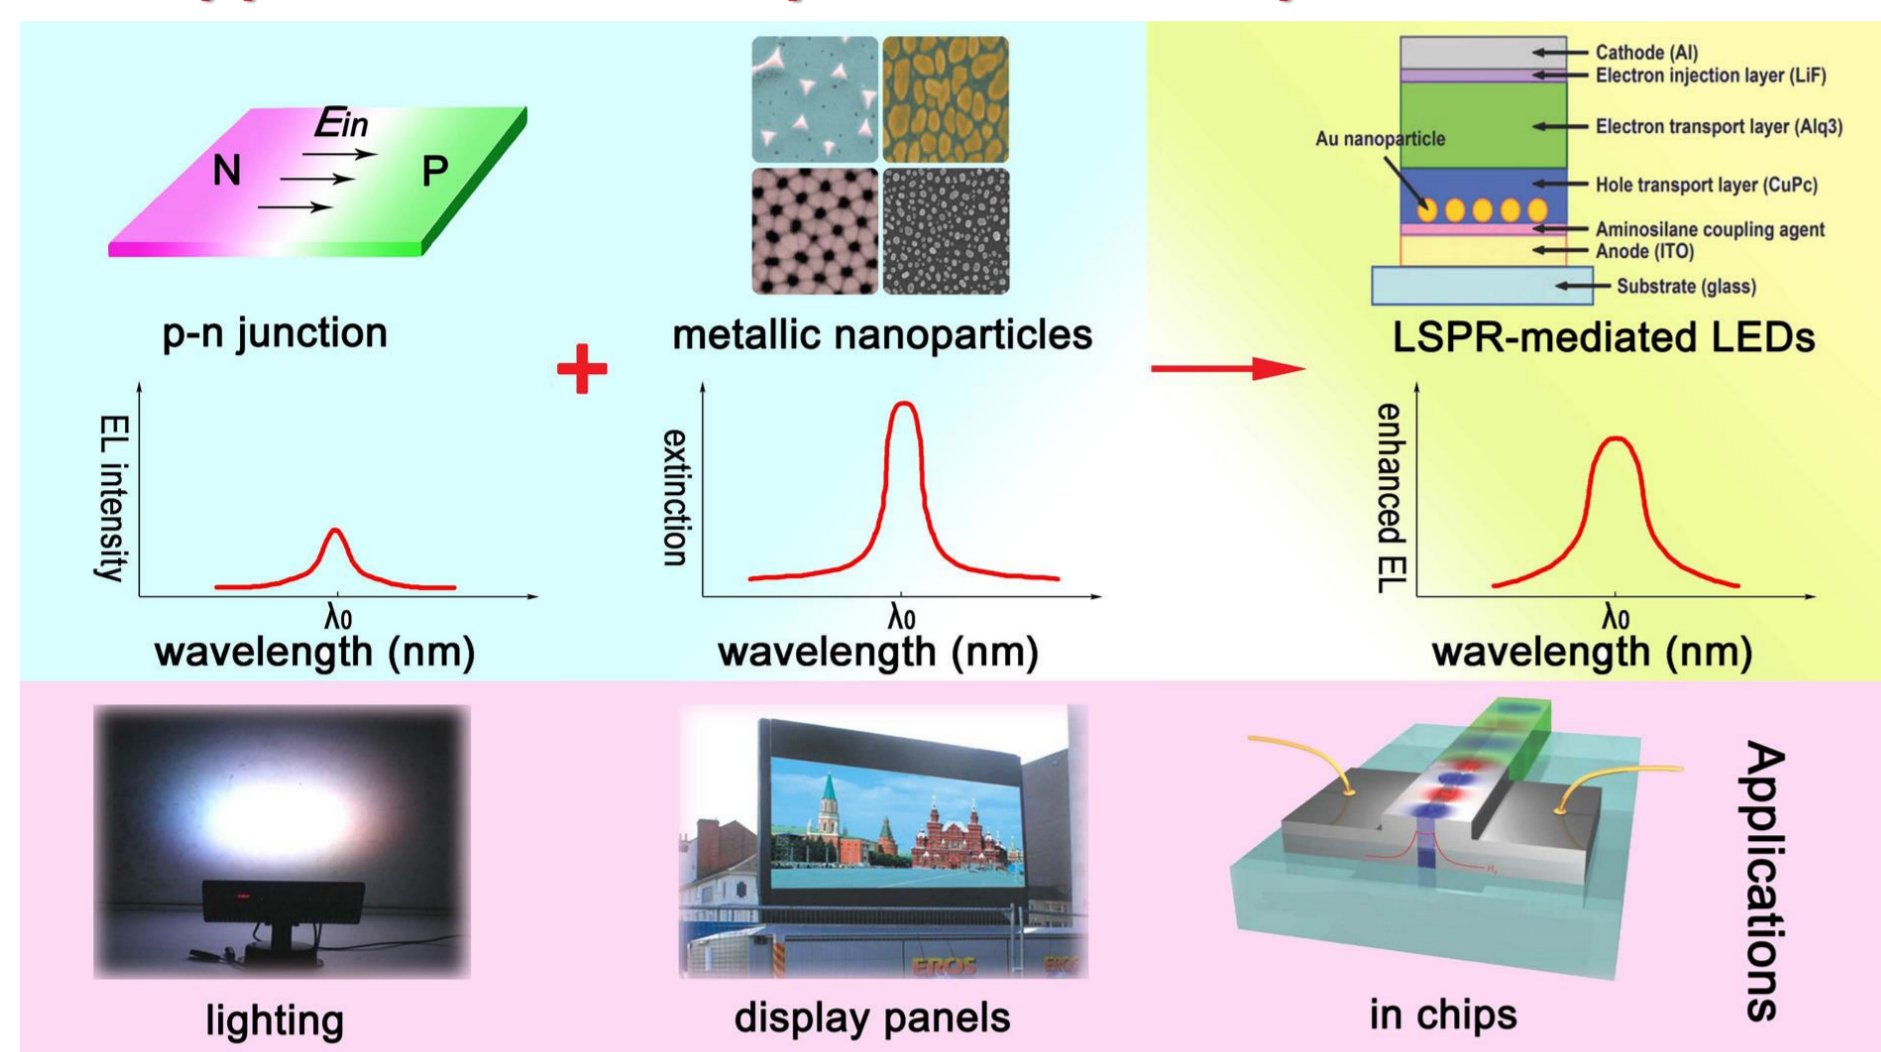 Ein
N
P
p-n junction
+
metallic nanoparticles
Au nanoparticle
Cathode (Al)
Electron injection layer (LiF)
Electron transport layer (Alq3)
Hole transport layer (CuPc)
Aminosilane coupling agent
Anode (ITO)
Substrate (glass)
LSPR-mediated LEDs
EL intensity
λ0
wavelength (nm)
extinction
λ0
wavelength (nm)
enhanced EL
λ0
wavelength (nm)
EROS
EROS
lighting
display panels
in chips
Applications